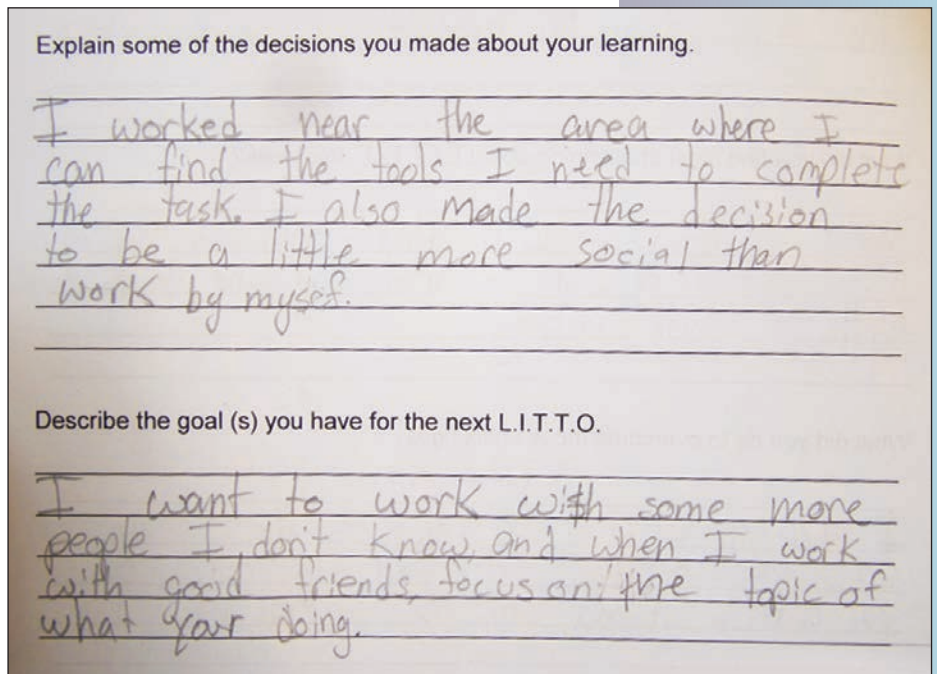 Explain some of the decisions you made about your learning.
I worked near the area where I
can find the tools I need to complete
the task. I also made the decision
to be a little more social than
work by mysef.
Describe the goal (s) you have for the next L.I.T.T.O.
I want to work with some more
people I don't know, and when I work
with good friends, focus on the topic of
what your doing.